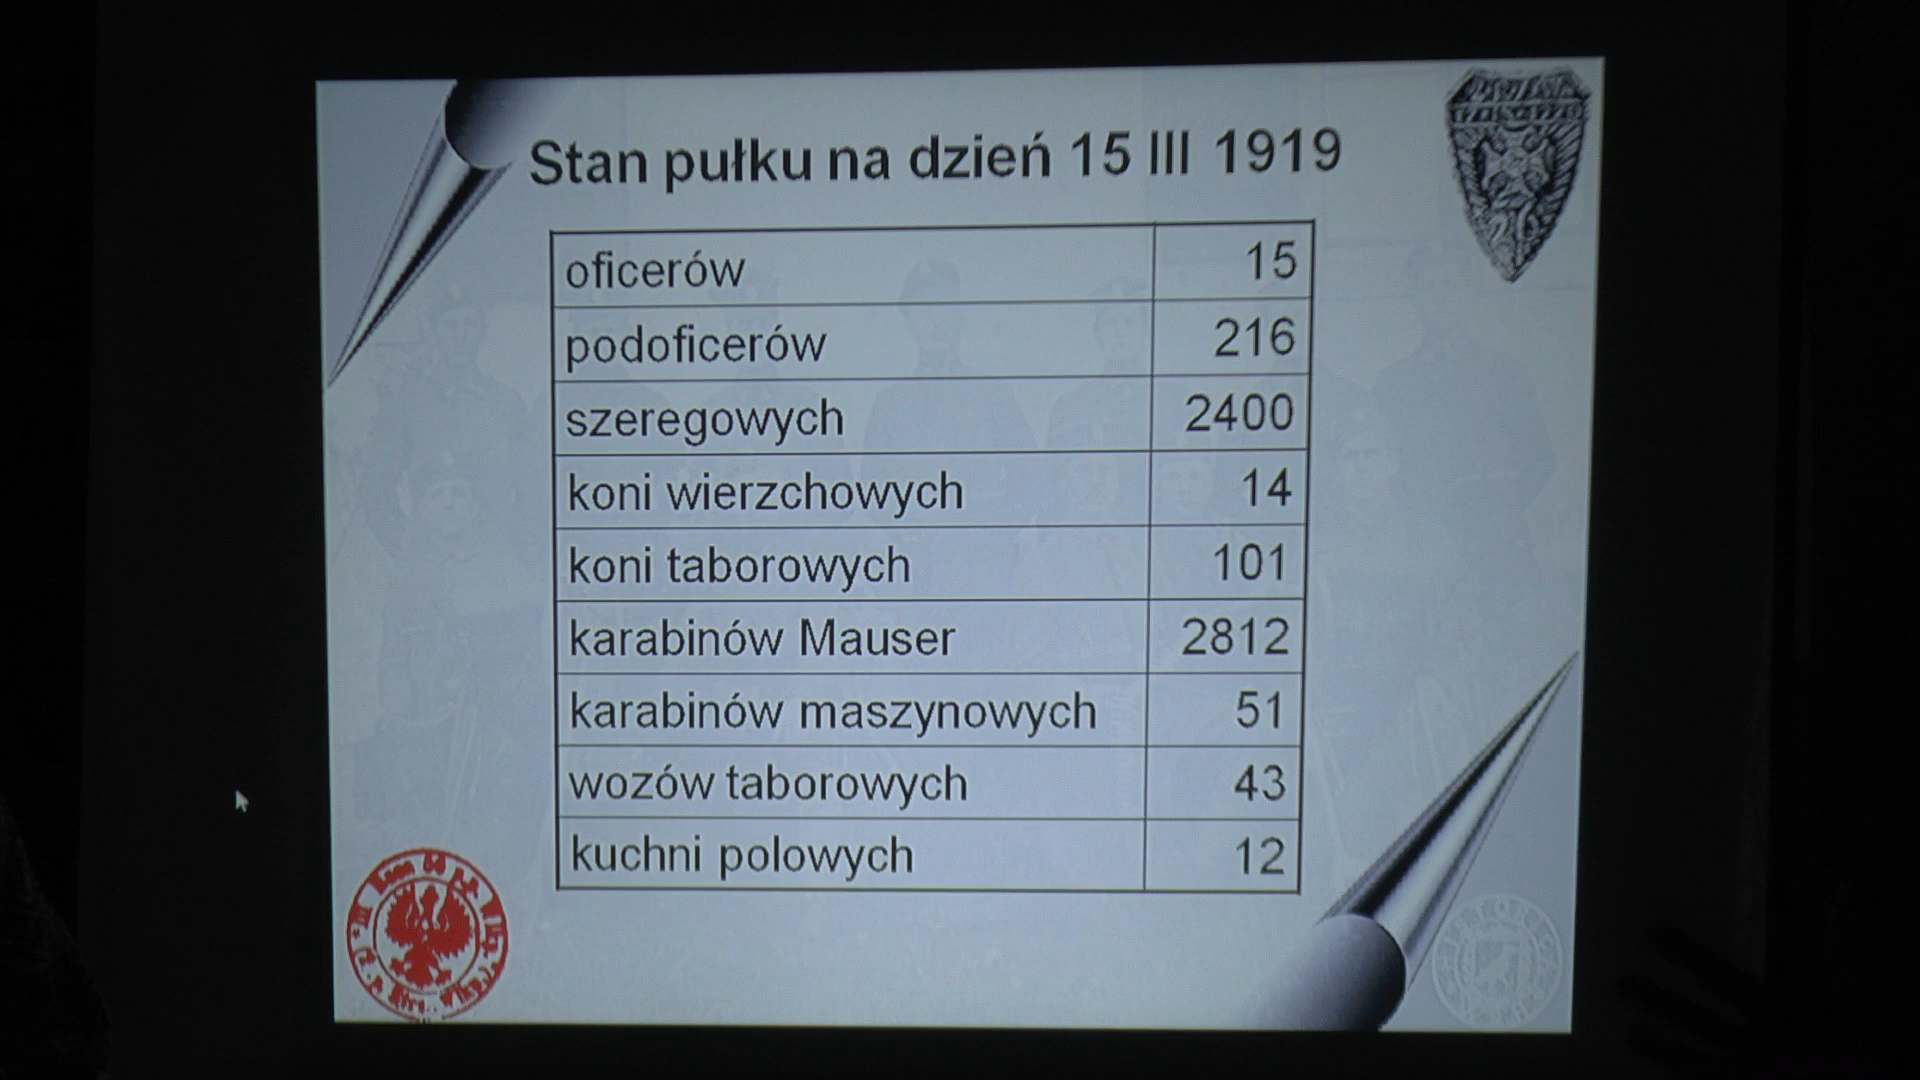 Stan pułku na dzień 15 III 1919
oficerów 15
podoficerów 216
szeregowych 2400
koni wierzchowych 14
koni taborowych 101
karabinów Mauser 2812
karabinów maszynowych 51
wozów taborowych 43
kuchni polowych 12